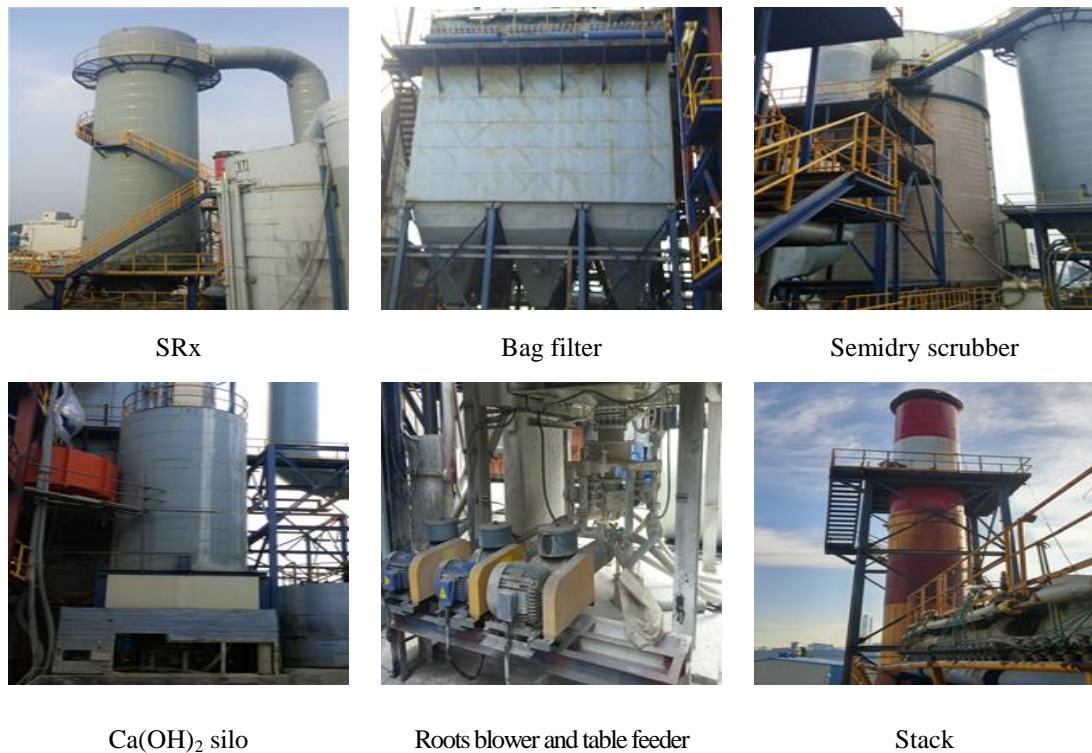 SRx
Bag filter
Semidry scrubber
Ca(OH)₂ silo
Roots blower and table feeder
Stack